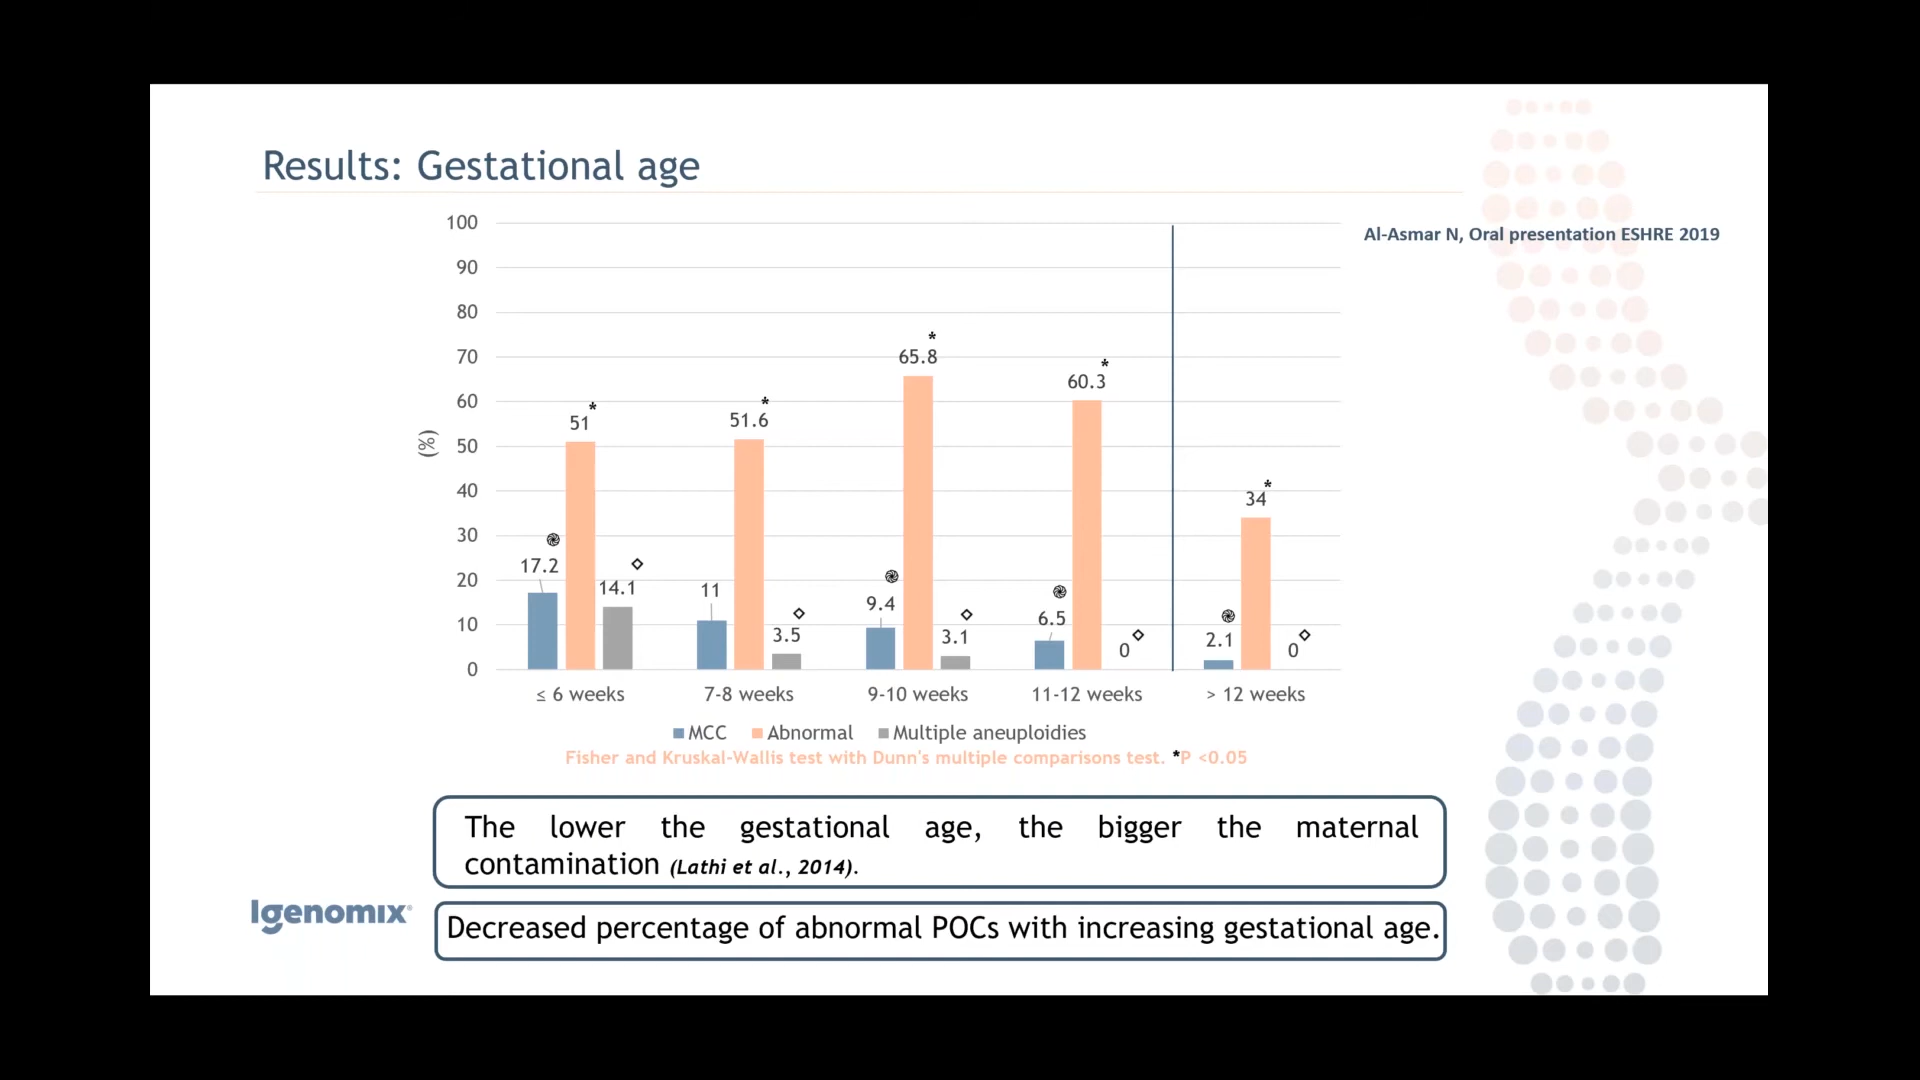 Results: Gestational age
Al-Asmar N, Oral presentation ESHRE 2019
(%)
100
90
80
70
60
50
40
30
20
10
0
17.2
51*
14.1
11
51.6*
3.5
9.4
65.8*
3.1
6.5
60.3*
0
2.1
34*
0
≤ 6 weeks
7-8 weeks
9-10 weeks
11-12 weeks
> 12 weeks
MCC Abnormal Multiple aneuploidies
Fisher and Kruskal-Wallis test with Dunn's multiple comparisons test. *P <0.05
The lower the gestational age, the bigger the maternal
contamination (Lathi et al., 2014).
Igenomix®
Decreased percentage of abnormal POCs with increasing gestational age.